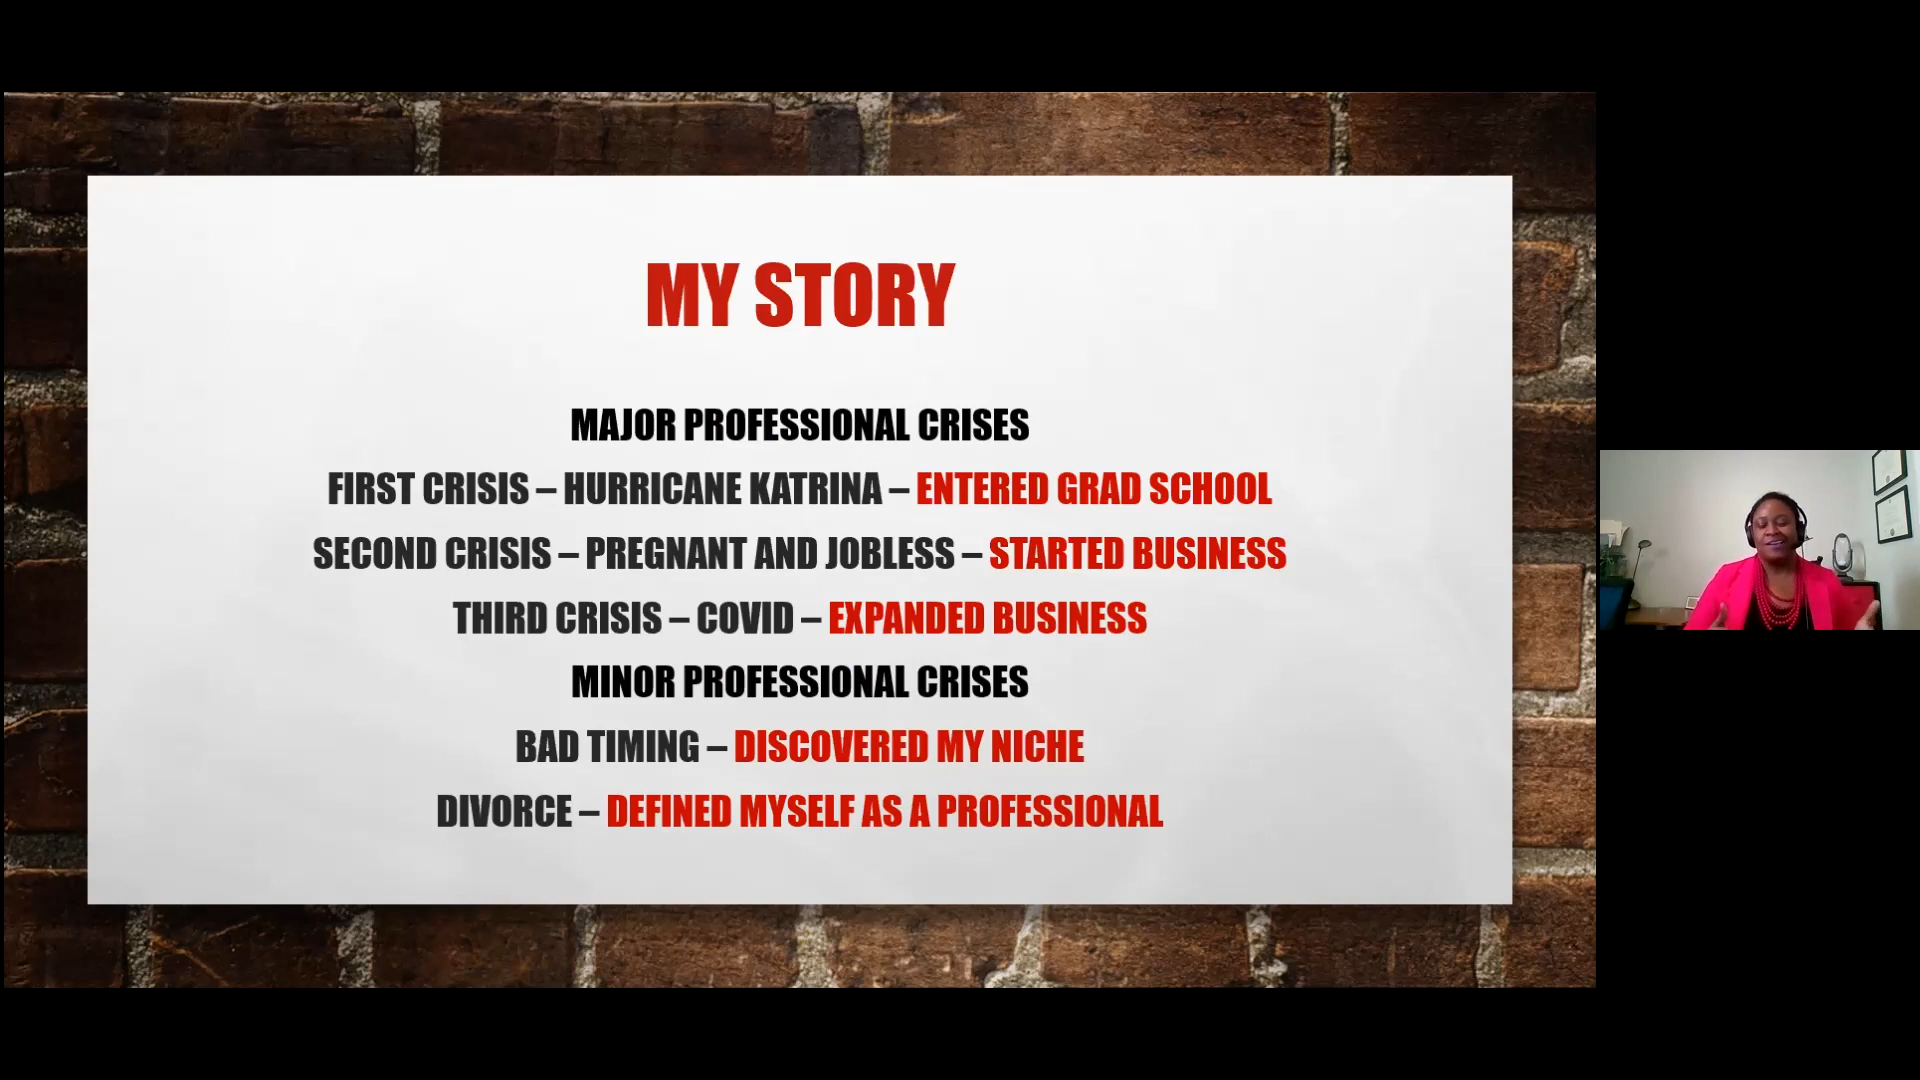 MY STORY
MAJOR PROFESSIONAL CRISES
FIRST CRISIS – HURRICANE KATRINA – ENTERED GRAD SCHOOL
SECOND CRISIS – PREGNANT AND JOBLESS – STARTED BUSINESS
THIRD CRISIS – COVID – EXPANDED BUSINESS
MINOR PROFESSIONAL CRISES
BAD TIMING – DISCOVERED MY NICHE
DIVORCE – DEFINED MYSELF AS A PROFESSIONAL